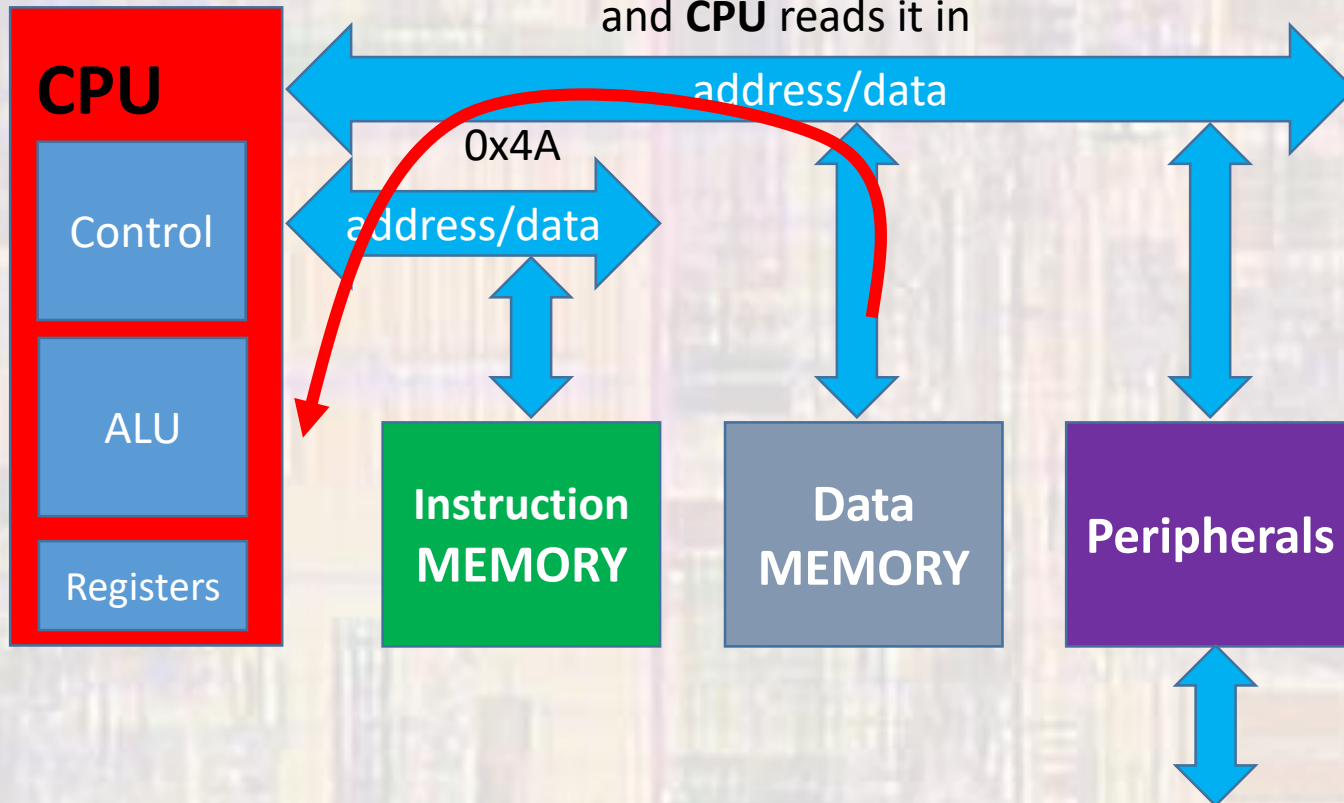 and CPU reads it in
CPU
address/data
0x4A
Control
address/data
ALU
Instruction
MEMORY
Data
MEMORY
Peripherals
Registers